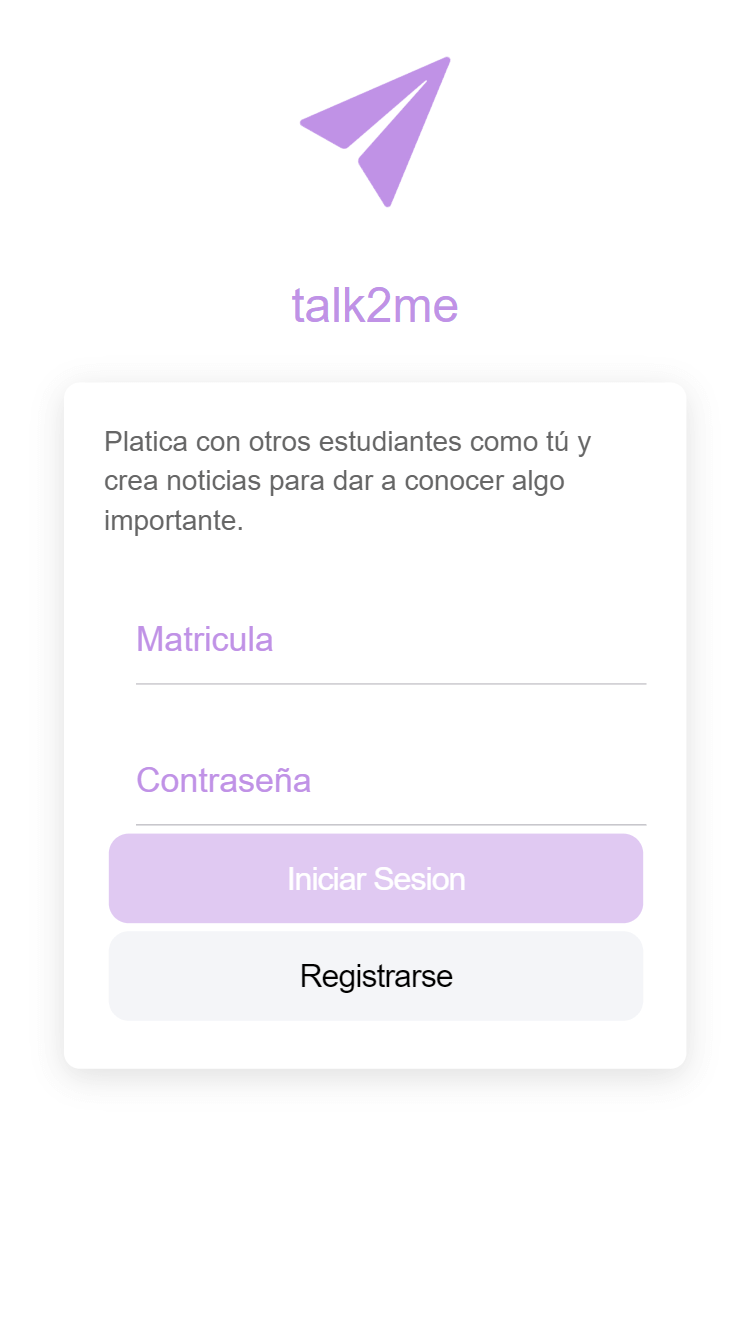 talk2me
Platica con otros estudiantes como tú y
crea noticias para dar a conocer algo
importante.
Matricula
Contraseña
Iniciar Sesion
Registrarse